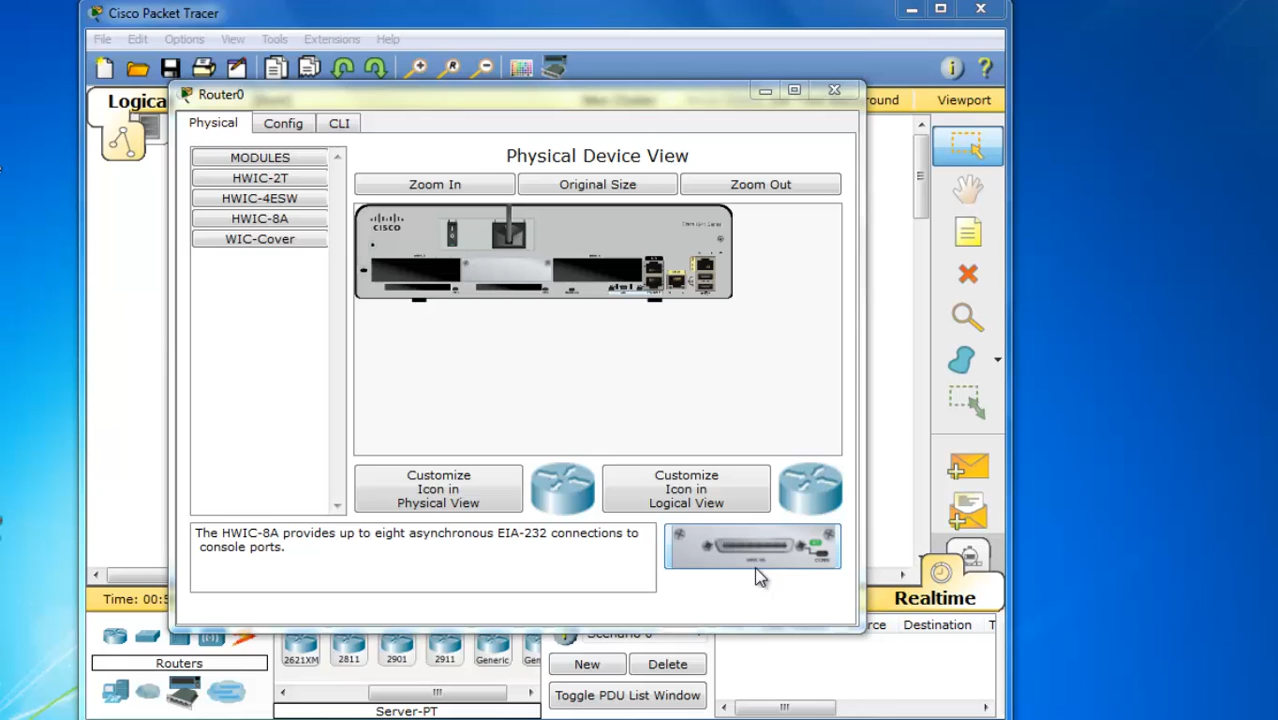 Cisco Packet Tracer
File Edit Options View Tools Extensions Help
Logica
Router0
round
Viewport
Physical Config CLI
MODULES
HWIC-2T
HWIC-4ESW
HWIC-8A
WIC-Cover
Physical Device View
Zoom In
Original Size
Zoom Out
CISCO
Customize
Icon in
Physical View
Customize
Icon in
Logical View
The HWIC-8A provides up to eight asynchronous EIA-232 connections to
console ports.
Time: 00:5
Realtime
Routers
2621XM
2811
2901
2911
Generic
Gen
Server-PT
Scenario 0
New
Delete
Toggle PDU List Window
rce
Destination
T